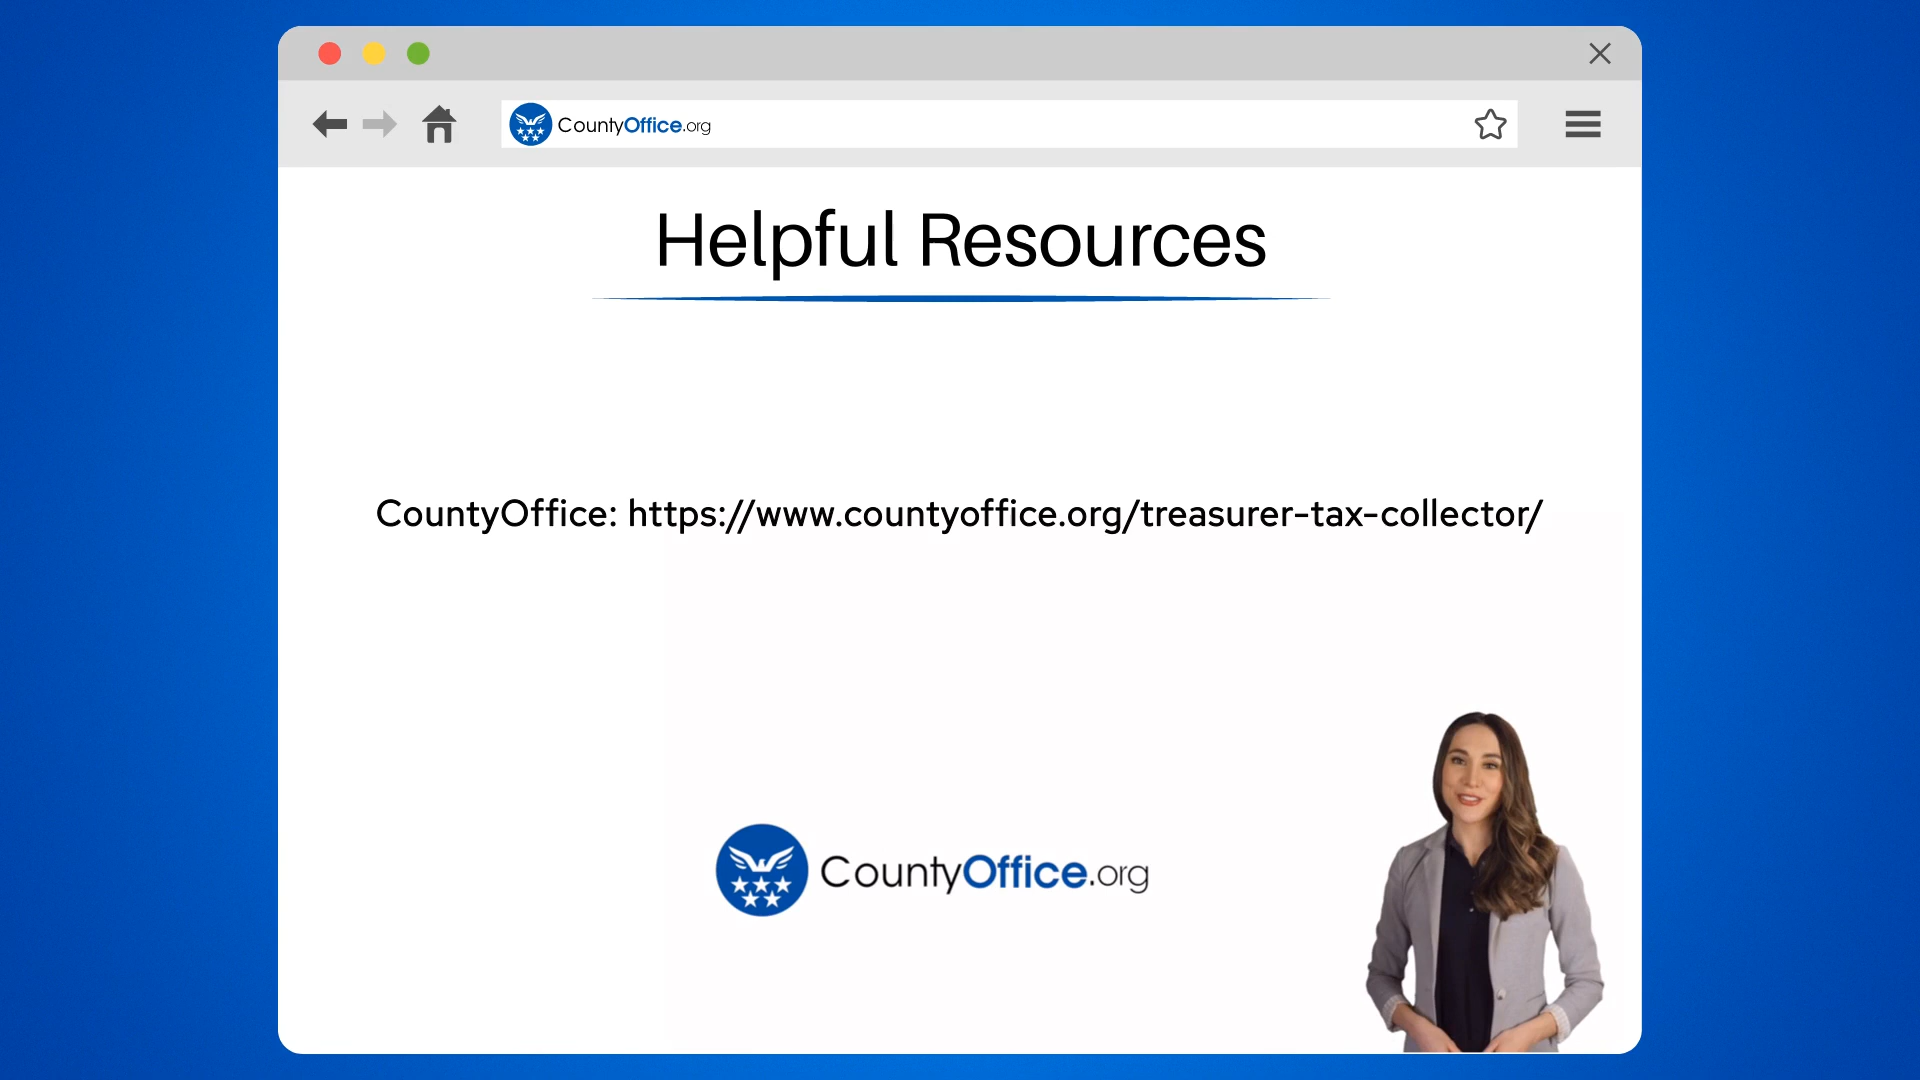 CountyOffice.org
Helpful Resources
CountyOffice: https://www.countyoffice.org/treasurer-tax-collector/
CountyOffice.org